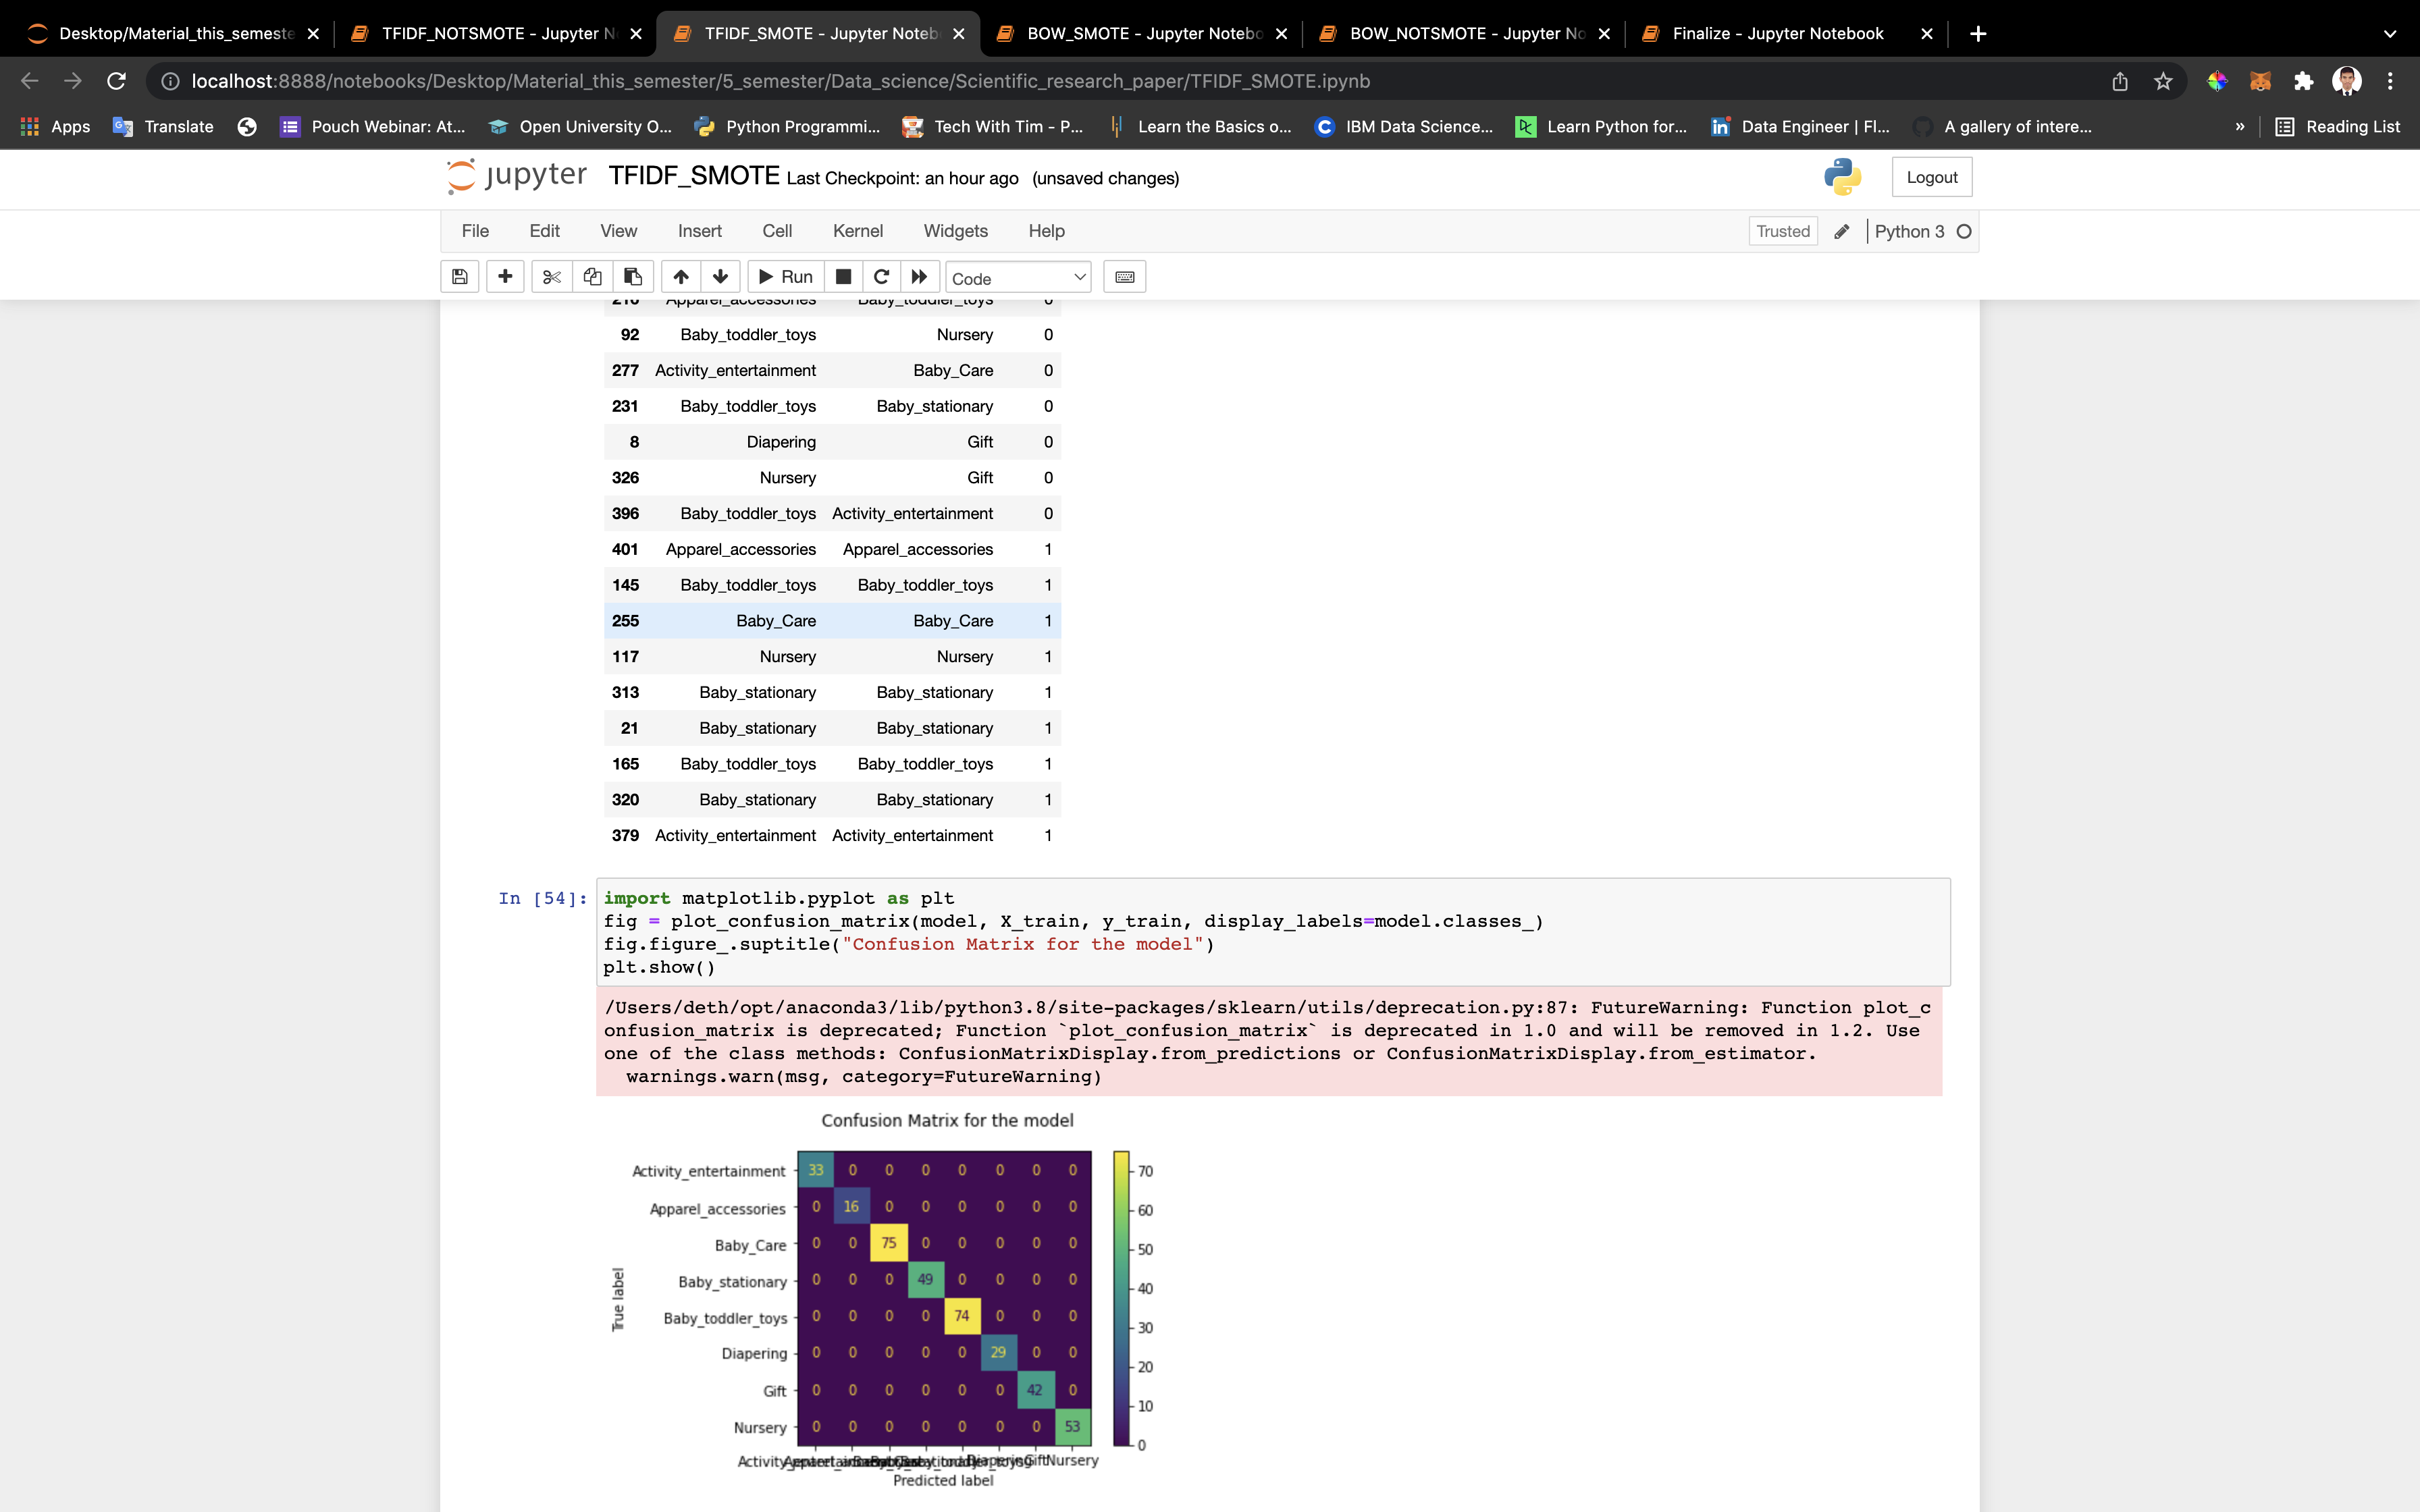 Desktop/Material_this_semeste
TFIDF_NOTSMOTE - Jupyter N
TFIDF_SMOTE - Jupyter Noteb
BOW_SMOTE - Jupyter Notebo
BOW_NOTSMOTE - Jupyter No
Finalize - Jupyter Notebook
localhost:8888/notebooks/Desktop/Material_this_semester/5_semester/Data_science/Scientific_research_paper/TFIDF_SMOTE.ipynb
Apps
Translate
Pouch Webinar: At...
Open University O...
Python Programmi...
Tech With Tim - P...
Learn the Basics o...
IBM Data Science...
Learn Python for...
Data Engineer | Fl...
A gallery of intere...
»
Reading List
jupyter TFIDF_SMOTE Last Checkpoint: an hour ago (unsaved changes)
Logout
File Edit View Insert Cell Kernel Widgets Help
Trusted
Python 3
Run
Code
216 Apparel_accessories Baby_toddler_toys 0
92 Baby_toddler_toys Nursery 0
277 Activity_entertainment Baby_Care 0
231 Baby_toddler_toys Baby_stationary 0
8 Diapering Gift 0
326 Nursery Gift 0
396 Baby_toddler_toys Activity_entertainment 0
401 Apparel_accessories Apparel_accessories 1
145 Baby_toddler_toys Baby_toddler_toys 1
255 Baby_Care Baby_Care 1
117 Nursery Nursery 1
313 Baby_stationary Baby_stationary 1
21 Baby_stationary Baby_stationary 1
165 Baby_toddler_toys Baby_toddler_toys 1
320 Baby_stationary Baby_stationary 1
379 Activity_entertainment Activity_entertainment 1
In [54]:
import matplotlib.pyplot as plt
fig = plot_confusion_matrix(model, X_train, y_train, display_labels=model.classes_)
fig.figure_.suptitle("Confusion Matrix for the model")
plt.show()
/Users/deth/opt/anaconda3/lib/python3.8/site-packages/sklearn/utils/deprecation.py:87: FutureWarning: Function plot_c
onfusion_matrix is deprecated; Function `plot_confusion_matrix` is deprecated in 1.0 and will be removed in 1.2. Use
one of the class methods: ConfusionMatrixDisplay.from_predictions or ConfusionMatrixDisplay.from_estimator.
warnings.warn(msg, category=FutureWarning)
Confusion Matrix for the model
True label
Activity_entertainment 33 0 0 0 0 0 0 0
Apparel_accessories 0 16 0 0 0 0 0 0
Baby_Care 0 0 75 0 0 0 0 0
Baby_stationary 0 0 0 49 0 0 0 0
Baby_toddler_toys 0 0 0 0 74 0 0 0
Diapering 0 0 0 0 0 29 0 0
Gift 0 0 0 0 0 0 42 0
Nursery 0 0 0 0 0 0 0 53
70
60
50
40
30
20
10
0
Gift Nursery
Predicted label